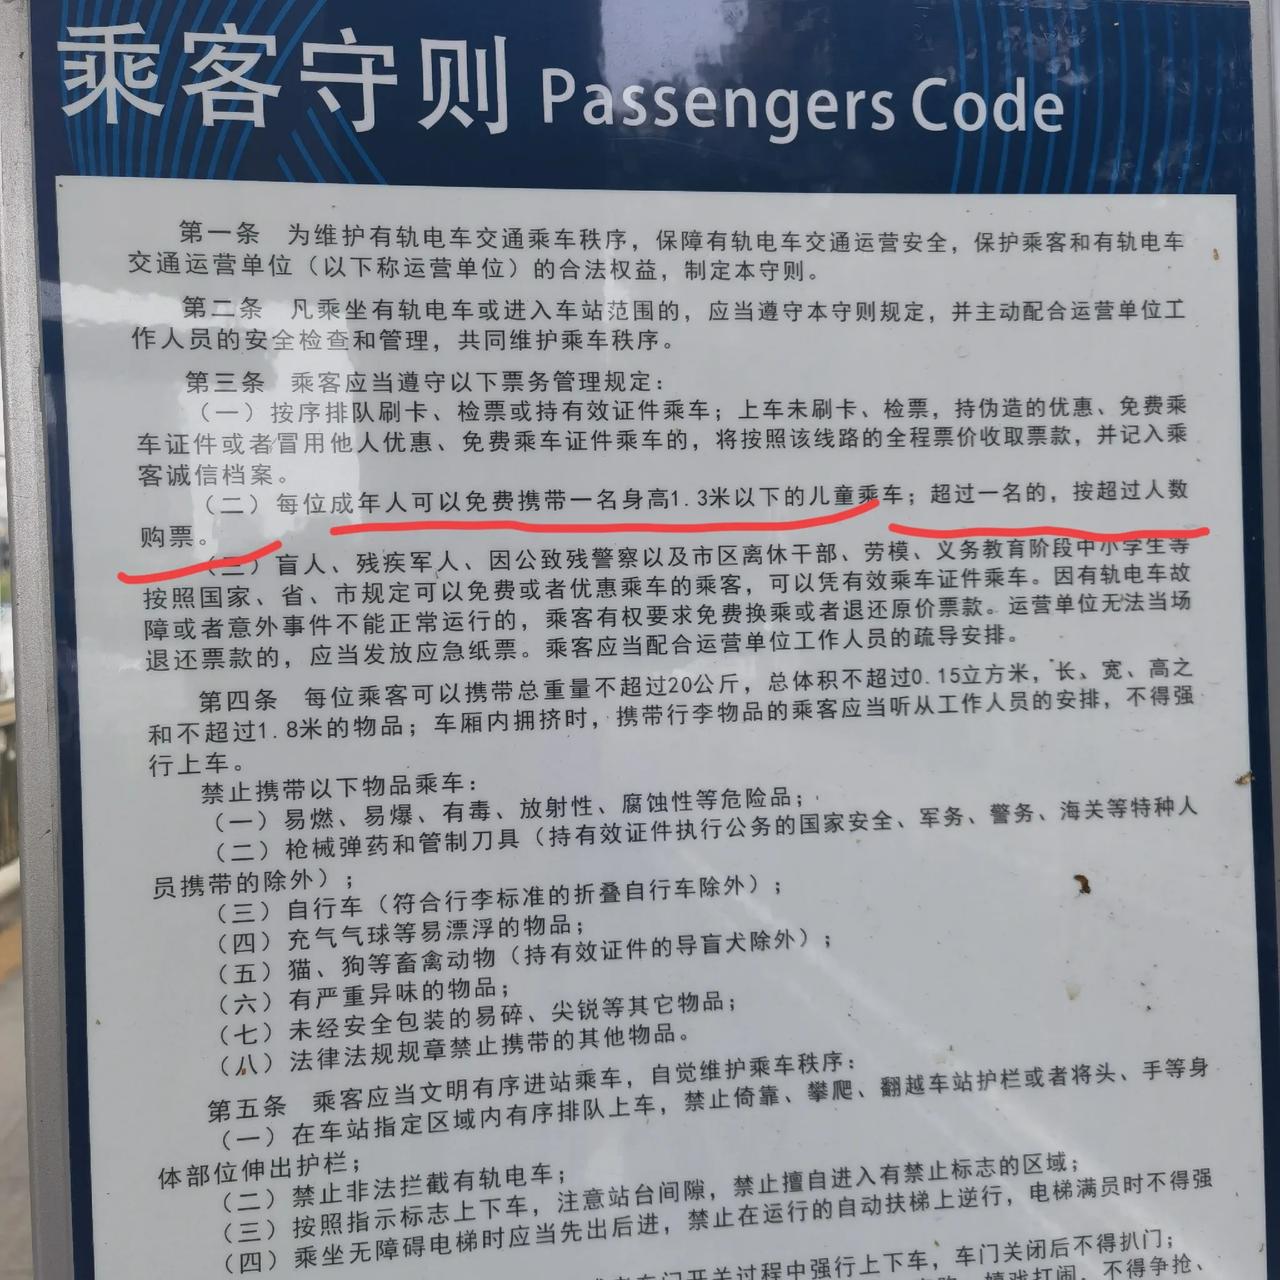 乘客守则 Passengers Code
第一条 为维护有轨电车交通乘车秩序，保障有轨电车交通运营安全，保护乘客和有轨电车
交通运营单位（以下称运营单位）的合法权益，制定本守则。
第二条 凡乘坐有轨电车或进入车站范围的，应当遵守本守则规定，并主动配合运营单位工
作人员的安全检查和管理，共同维护乘车秩序。
第三条 乘客应当遵守以下票务管理规定：
（一）按序排队刷卡、检票或持有效证件乘车；上车未刷卡、检票，持伪造的优惠、免费乘
车证件或者冒用他人优惠、免费乘车证件乘车的，将按照该线路的全程票价收取票款，并记入乘
客诚信档案。
（二）每位成年人可以免费携带一名身高1.3米以下的儿童乘车；超过一名的，按超过人数
购票。
（三）盲人、残疾军人、因公致残警察以及市区离休干部、劳模、义务教育阶段中小学生等
按照国家、省、市规定可以免费或者优惠乘车的乘客，可以凭有效乘车证件乘车。因有轨电车故
障或者意外事件不能正常运行的，乘客有权要求免费换乘或者退还原价票款。运营单位无法当场
退还票款的，应当发放应急纸票。乘客应当配合运营单位工作人员的疏导安排。
第四条 每位乘客可以携带总重量不超过20公斤，总体积不超过0.15立方米，长、宽、高之
和不超过1.8米的物品；车厢内拥挤时，携带行李物品的乘客应当听从工作人员的安排，不得强
行上车。
禁止携带以下物品乘车：
（一）易燃、易爆、有毒、放射性、腐蚀性等危险品；
（二）枪械弹药和管制刀具（持有效证件执行公务的国家安全、军务、警务、海关等特种人
员携带的除外）；
（三）自行车（符合行李标准的折叠自行车除外）；
（四）充气气球等易漂浮的物品；
（五）猫、狗等畜禽动物（持有效证件的导盲犬除外）；
（六）有严重异味的物品；
（七）未经安全包装的易碎、尖锐等其它物品；
（八）法律法规规章禁止携带的其他物品。
第五条 乘客应当文明有序进站乘车，自觉维护乘车秩序：
（一）在车站指定区域内有序排队上车，禁止倚靠、攀爬、翻越车站护栏或者将头、手等身
体部位伸出护栏；
（二）禁止非法拦截有轨电车；
（三）按照指示标志上下车，注意站台间隙，禁止擅自进入有禁止标志的区域；
（四）乘坐无障碍电梯时应当先出后进，禁止在运行的自动扶梯上逆行，电梯满员时不得强
车门开关过程中强行上下车，车门关闭后不得扒门；
嬉戏打闹，不得争抢、